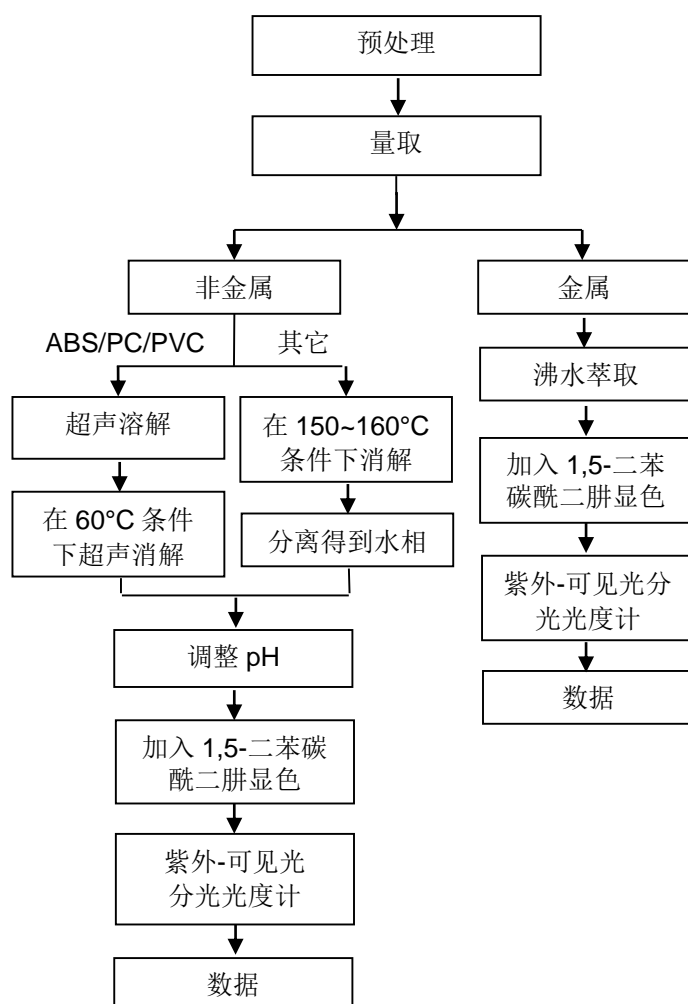 预处理
量取
非金属
金属
ABS/PC/PVC
其它
沸水萃取
超声溶解
在 150~160°C
条件下消解
加入 1,5-二苯
碳酰二肼显色
在 60°C 条件
下超声消解
分离得到水相
紫外-可见光分
光光度计
调整 pH
数据
加入 1,5-二苯碳
酰二肼显色
紫外-可见光
分光光度计
数据